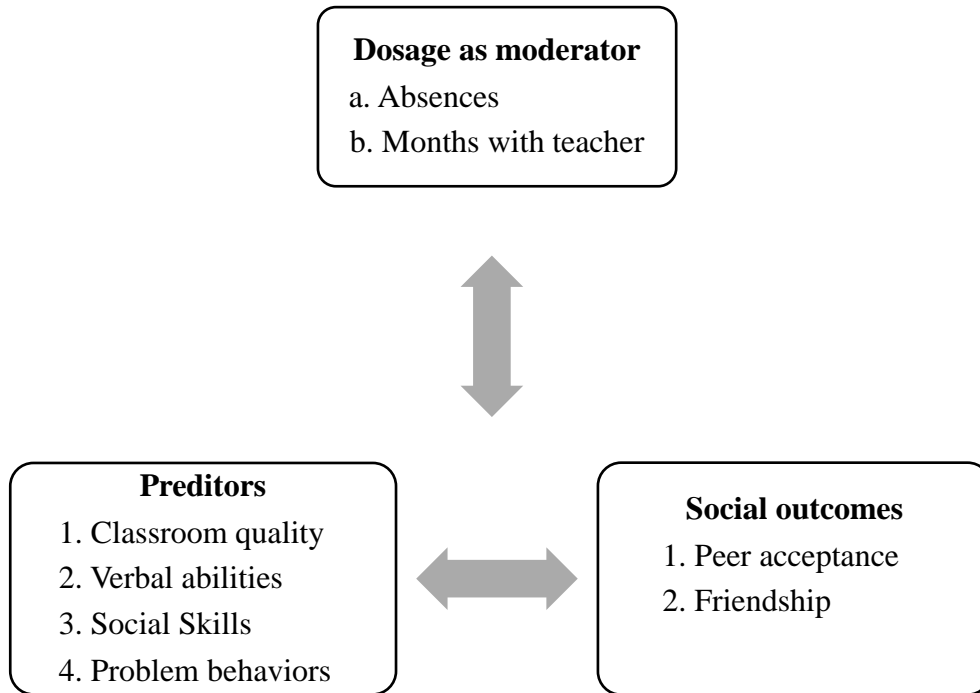 Dosage as moderator
a. Absences
b. Months with teacher
Preditors
1. Classroom quality
2. Verbal abilities
3. Social Skills
4. Problem behaviors
Social outcomes
1. Peer acceptance
2. Friendship